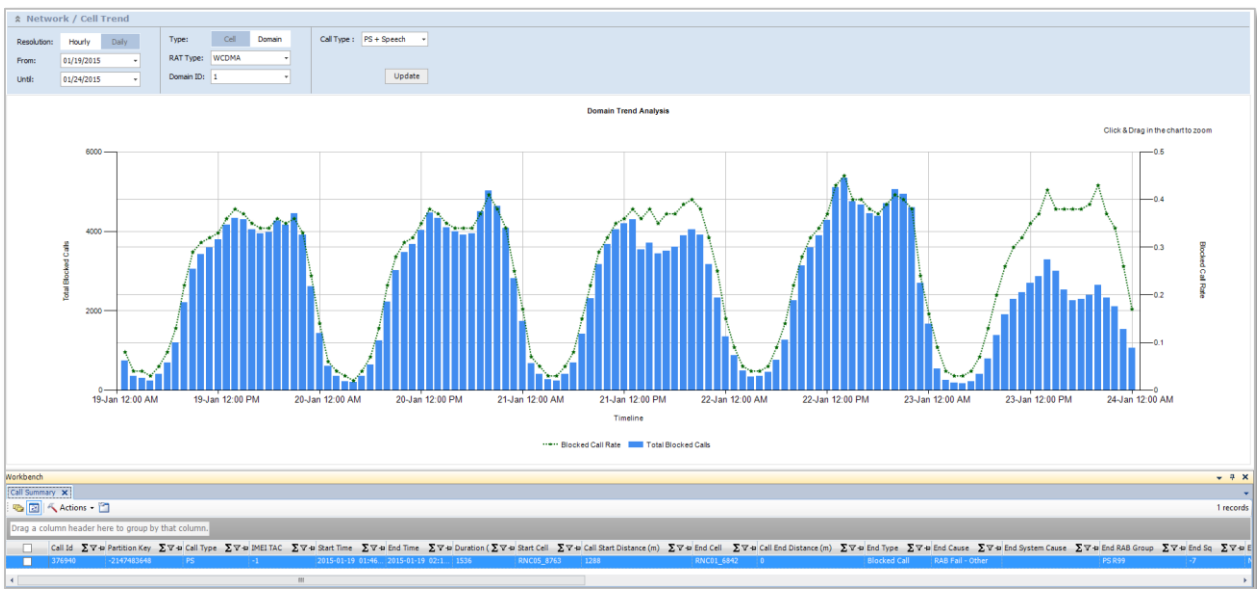 Network / Cell Trend
Resolution: Hourly Daily Type: Cell Domain Call Type : PS + Speech
From: 01/19/2015 RAT Type: WCDMA
Until: 01/24/2015 Domain ID: 1 Update
Domain Trend Analysis
Click & Drag in the chart to zoom
6000 0.5
0.4
4000
0.3
Total Blocked Calls Blocked Call Rate
0.2
2000
0.1
0 0
19-Jan 12:00 AM 19-Jan 12:00 PM 20-Jan 12:00 AM 20-Jan 12:00 PM 21-Jan 12:00 AM 21-Jan 12:00 PM 22-Jan 12:00 AM 22-Jan 12:00 PM 23-Jan 12:00 AM 23-Jan 12:00 PM 24-Jan 12:00 AM
Timeline
Blocked Call Rate Total Blocked Calls
Workbench
Call Summary
Actions 1 records
Drag a column header here to group by that column.
Call Id Partition Key Call Type IMEI TAC Start Time End Time Duration ( Start Cell Call Start Distance (m) End Cell Call End Distance (m) End Type End Cause End System Cause End RAB Group End Sq E
376940 -2147483648 PS -1 2015-01-19 01:46... 2015-01-19 02:1... 1536 RNC05_8763 1288 RNC01_6842 0 Blocked Call RAB Fail - Other PS R99 -7